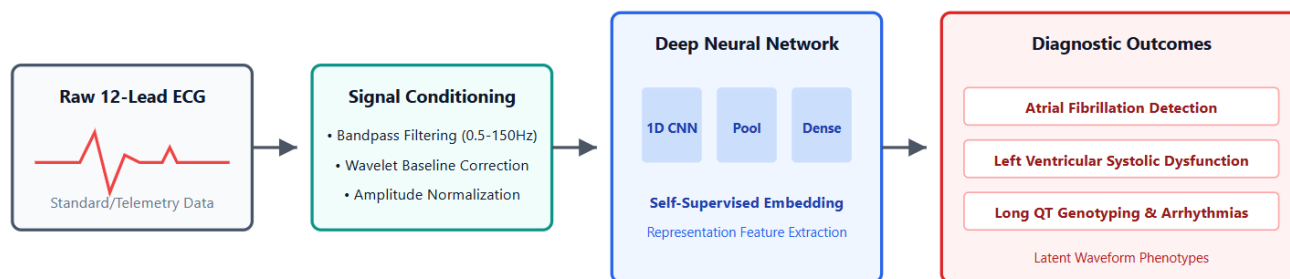 Raw 12-Lead ECG
Standard/Telemetry Data
Signal Conditioning
• Bandpass Filtering (0.5-150Hz)
• Wavelet Baseline Correction
• Amplitude Normalization
Deep Neural Network
1D CNN
Pool
Dense
Self-Supervised Embedding
Representation Feature Extraction
Diagnostic Outcomes
Atrial Fibrillation Detection
Left Ventricular Systolic Dysfunction
Long QT Genotyping & Arrhythmias
Latent Waveform Phenotypes